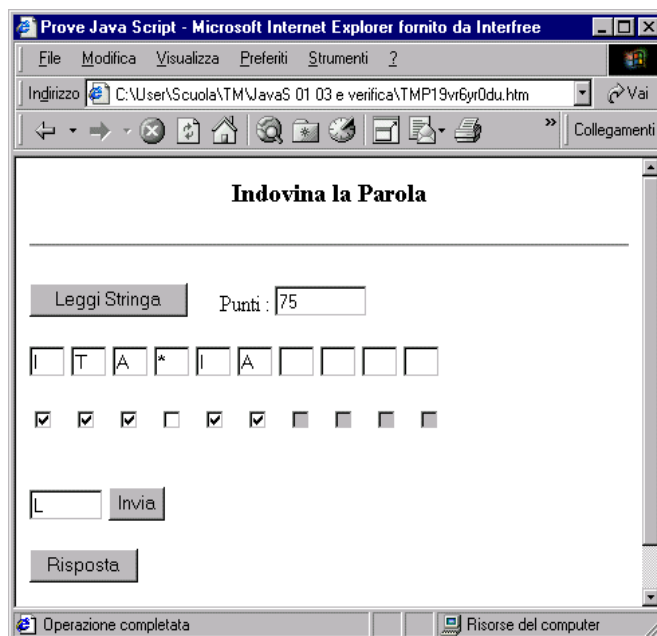 Prove Java Script - Microsoft Internet Explorer fornito da Interfree
File Modifica Visualizza Preferiti Strumenti ?
Indirizzo C:\User\Scuola\TM\JavaS 01 03 e verifica\TMP19vr6yr0du.htm Vai
» Collegamenti
Indovina la Parola
Leggi Stringa Punti : 75
I T A * I A
L Invia
Risposta
Operazione completata Risorse del computer